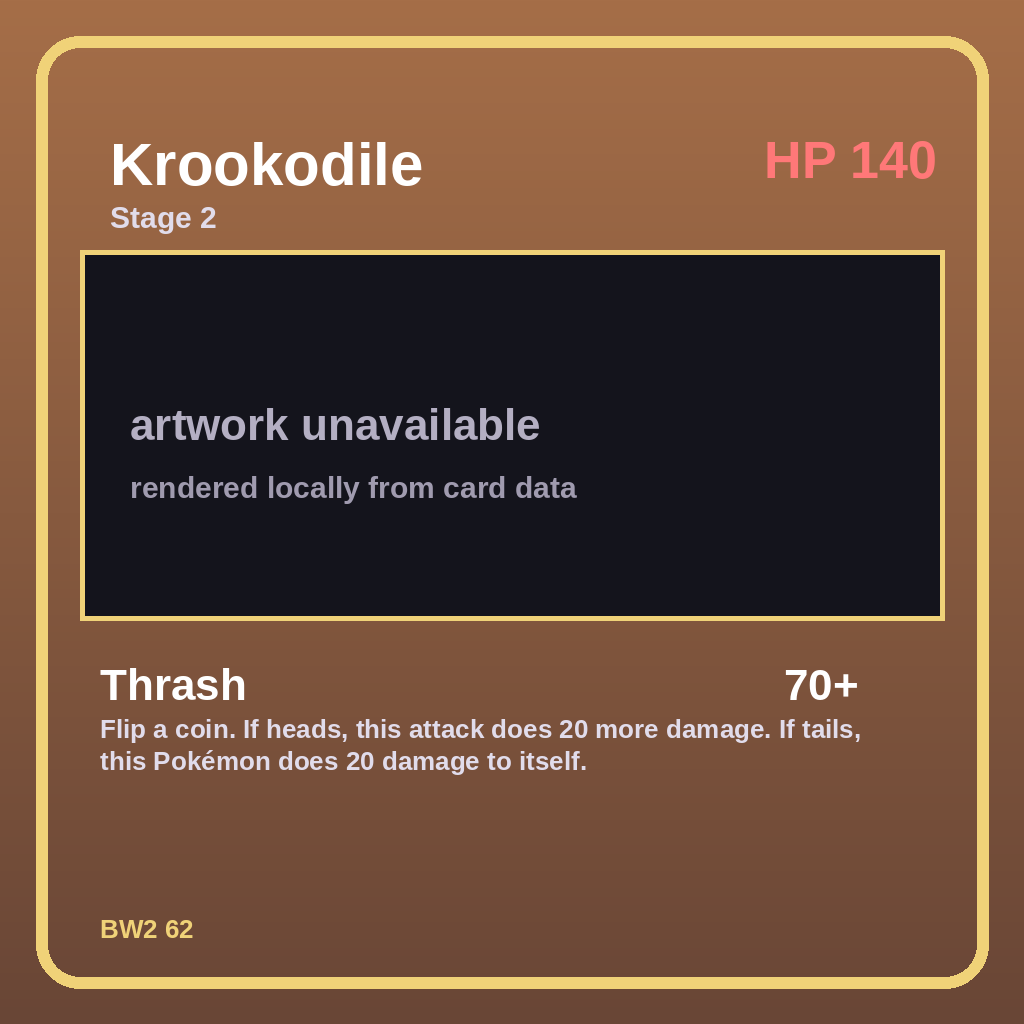 Krookodile
HP 140
Stage 2
artwork unavailable
rendered locally from card data
Thrash
70+
Flip a coin. If heads, this attack does 20 more damage. If tails,
this Pokémon does 20 damage to itself.
BW2 62